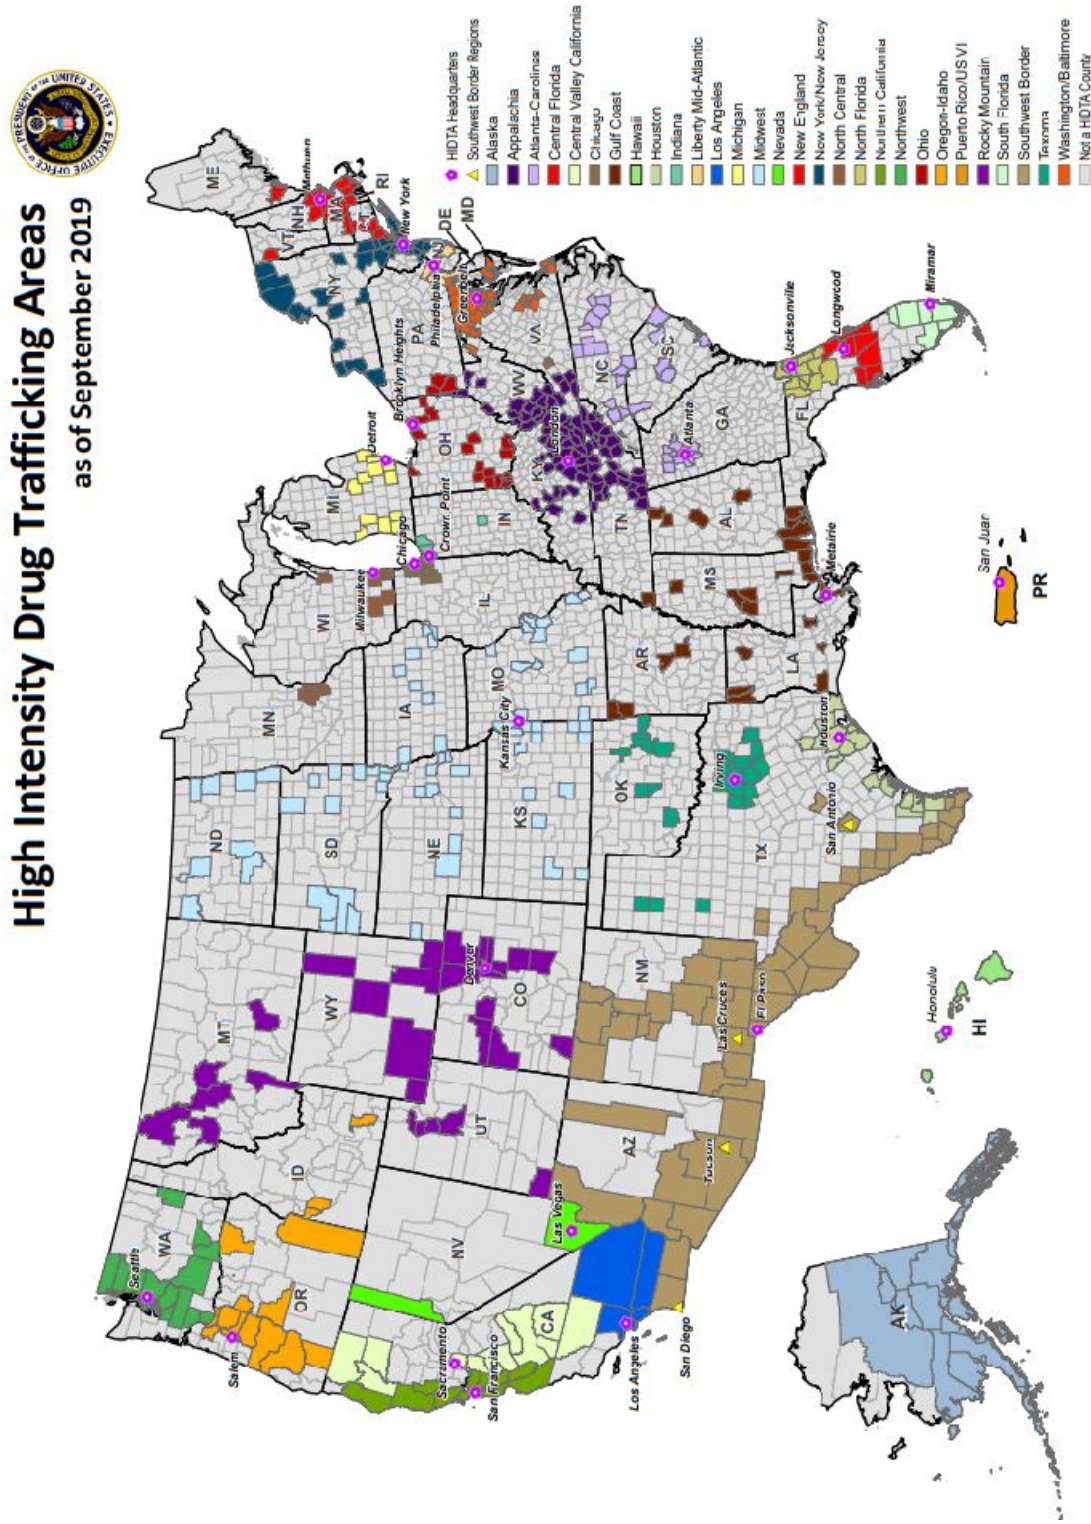 High Intensity Drug Trafficking Areas
as of September 2019
HIDTA Headquarters
Southwest Border Regions
Alaska
Appalachia
Atlanta-Carolinas
Central Florida
Central Valley California
Chicago
Gulf Coast
Hawaii
Houston
Indiana
Liberty Mid-Atlantic
Los Angeles
Michigan
Midwest
Nevada
New England
New York/New Jersey
North Central
North Florida
Northern California
Northwest
Ohio
Oregon-Idaho
Puerto Rico/US VI
Rocky Mountain
South Florida
Southwest Border
Texoma
Washington/Baltimore
Not a HIDTA County
Seattle
WA
Salem
OR
ID
MT
ND
MN
WI
MI
ME
VT
NH
Methuen
MA
RI
NY
New York
NJ
DE
MD
PA
Philadelphia
Greenbelt
Brooklyn Heights
Detroit
Milwaukee
Chicago
Crown Point
OH
IN
IL
IA
SD
WY
NE
NV
UT
CO
Denver
KS
Kansas City
MO
KY
London
WV
VA
NC
SC
TN
Sacramento
San Francisco
CA
Las Vegas
Los Angeles
San Diego
AZ
Tucson
NM
Las Cruces
El Paso
TX
OK
Irving
San Antonio
Houston
AR
LA
Metairie
MS
AL
GA
Atlanta
FL
Jacksonville
Longwood
Miramar
AK
Honolulu
HI
San Juan
PR